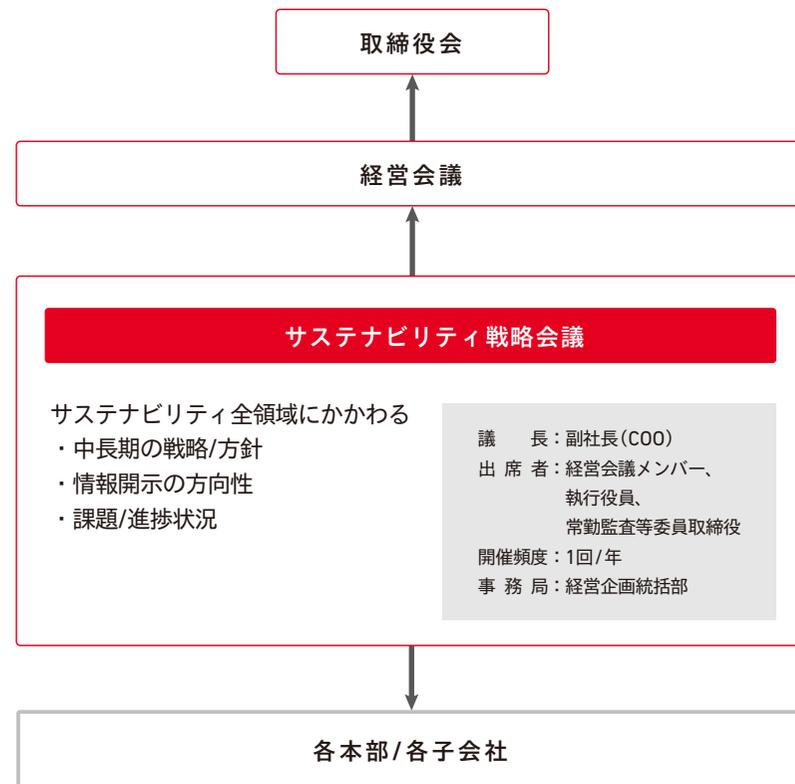 取締役会
経営会議
サステナビリティ戦略会議
サステナビリティ全領域にかかわる
・中長期の戦略/方針
・情報開示の方向性
・課題/進捗状況
議　長：副社長(COO)
出 席 者：経営会議メンバー、
執行役員、
常勤監査等委員取締役
開催頻度：1回/年
事 務 局：経営企画統括部
各本部/各子会社